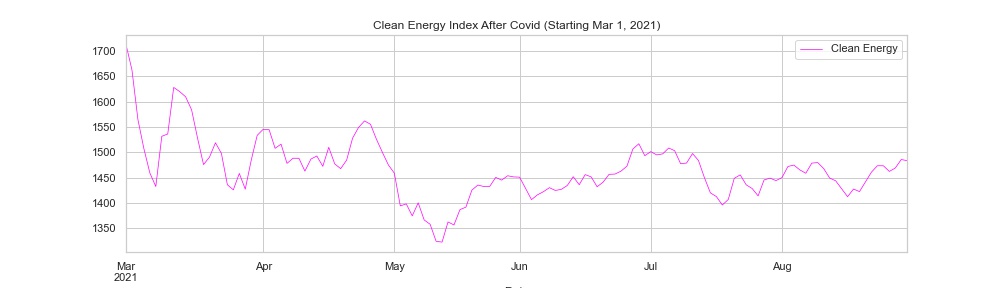 Clean Energy Index After Covid (Starting Mar 1, 2021)
Clean Energy
1700
1650
1600
1550
1500
1450
1400
1350
Mar
2021
Apr
May
Jun
Jul
Aug